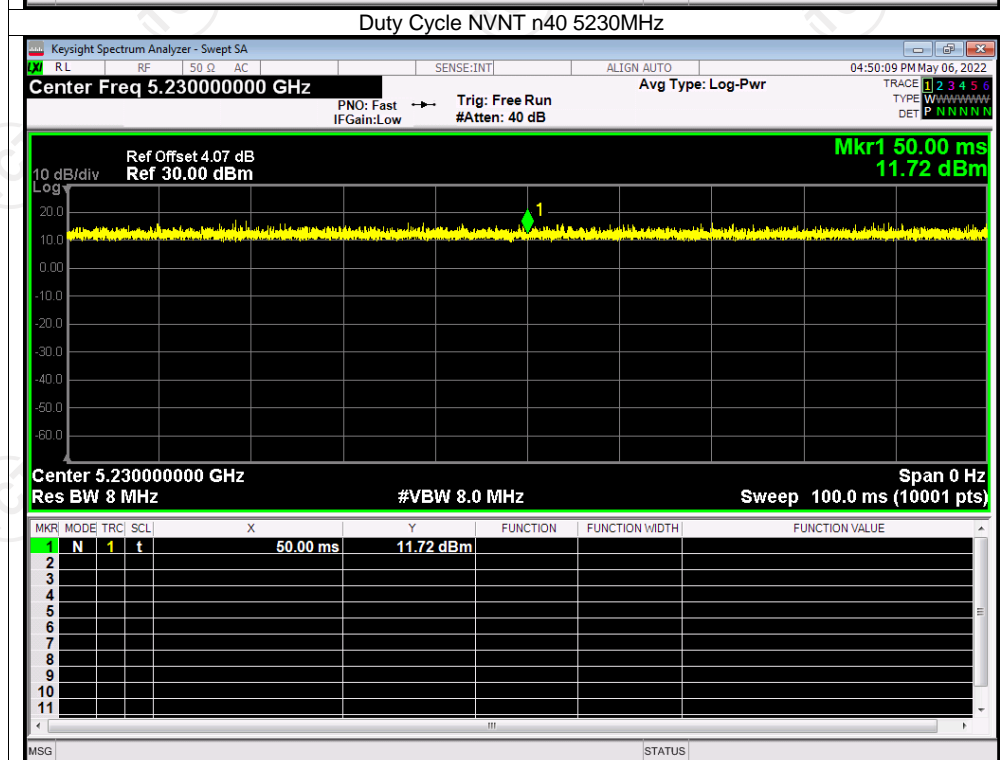 Duty Cycle NVNT n40 5230MHz
Keysight Spectrum Analyzer - Swept SA
LXI RL RF 50 Ω AC SENSE:INT ALIGN AUTO 04:50:09 PM May 06, 2022
Center Freq 5.230000000 GHz Avg Type: Log-Pwr TRACE 1 2 3 4 5 6
PNO: Fast Trig: Free Run TYPE WWWWWW
IFGain:Low #Atten: 40 dB DET P N N N N N
Mkr1 50.00 ms
Ref Offset 4.07 dB
10 dB/div Ref 30.00 dBm 11.72 dBm
Log
1
20.0
10.0
0.00
-10.0
-20.0
-30.0
-40.0
-50.0
-60.0
Center 5.230000000 GHz Span 0 Hz
Res BW 8 MHz #VBW 8.0 MHz Sweep 100.0 ms (10001 pts)
MKR MODE TRC SCL X Y FUNCTION FUNCTION WIDTH FUNCTION VALUE
1 N 1 t 50.00 ms 11.72 dBm
2
3
4
5
6
7
8
9
10
11
MSG STATUS